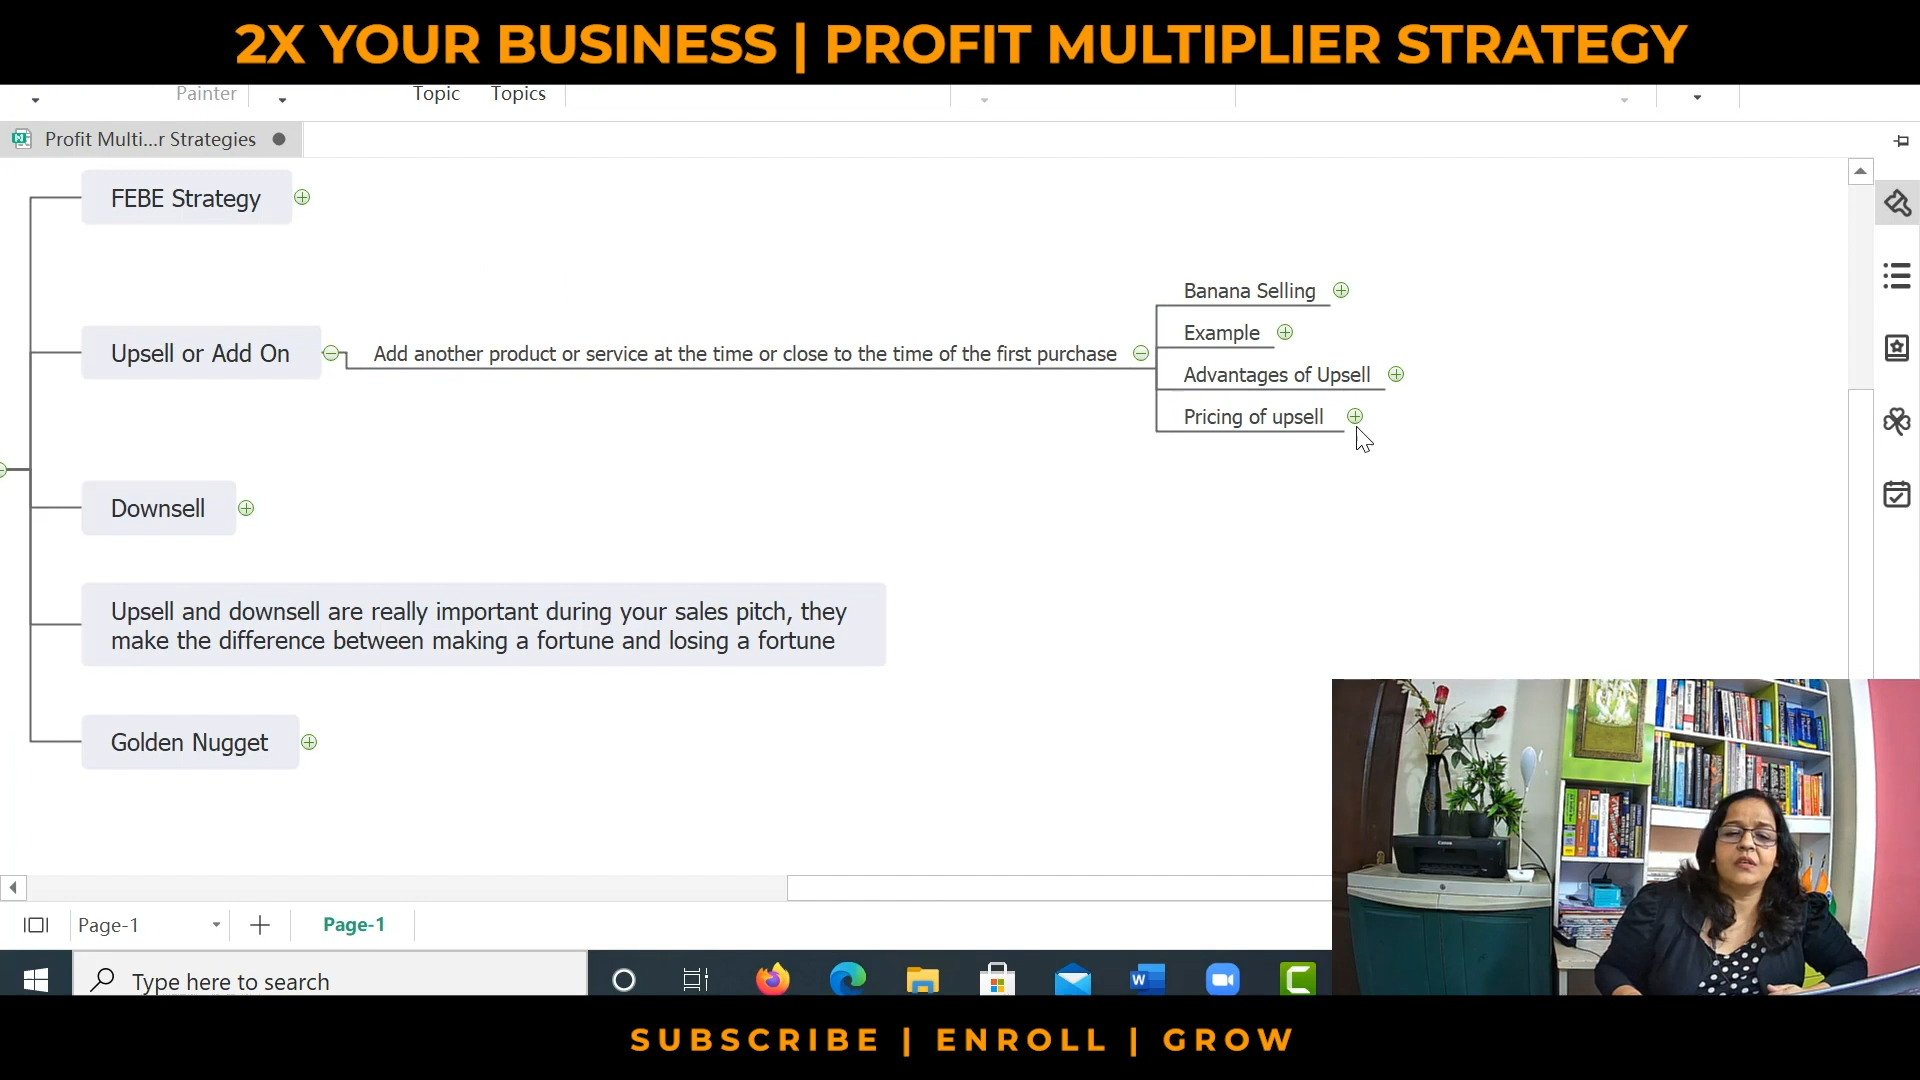 2X YOUR BUSINESS | PROFIT MULTIPLIER STRATEGY
Painter
Topic
Topics
Profit Multi...r Strategies
FEBE Strategy
Upsell or Add On
Add another product or service at the time or close to the time of the first purchase
Banana Selling
Example
Advantages of Upsell
Pricing of upsell
Downsell
Upsell and downsell are really important during your sales pitch, they
make the difference between making a fortune and losing a fortune
Golden Nugget
Page-1
Page-1
Type here to search
Canon
SUBSCRIBE | ENROLL | GROW